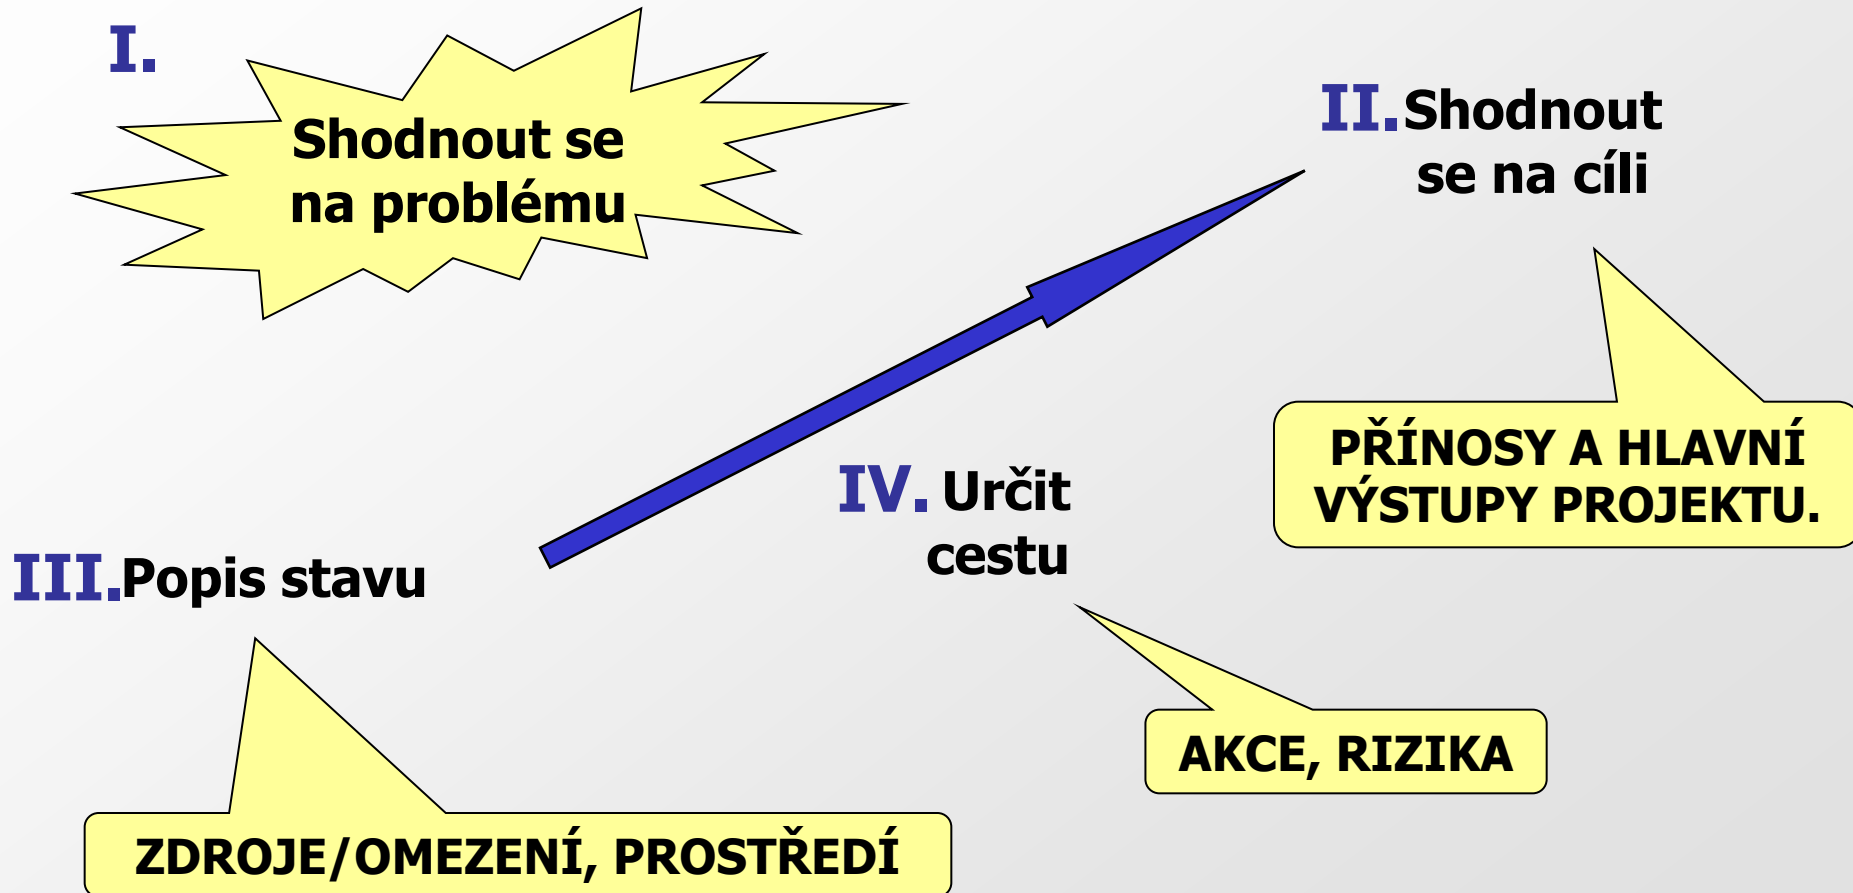 I.
Shodnout se
na problému
II. Shodnout
se na cíli
PŘÍNOSY A HLAVNÍ
VÝSTUPY PROJEKTU.
III. Popis stavu
ZDROJE/OMEZENÍ, PROSTŘEDÍ
IV. Určit
cestu
AKCE, RIZIKA